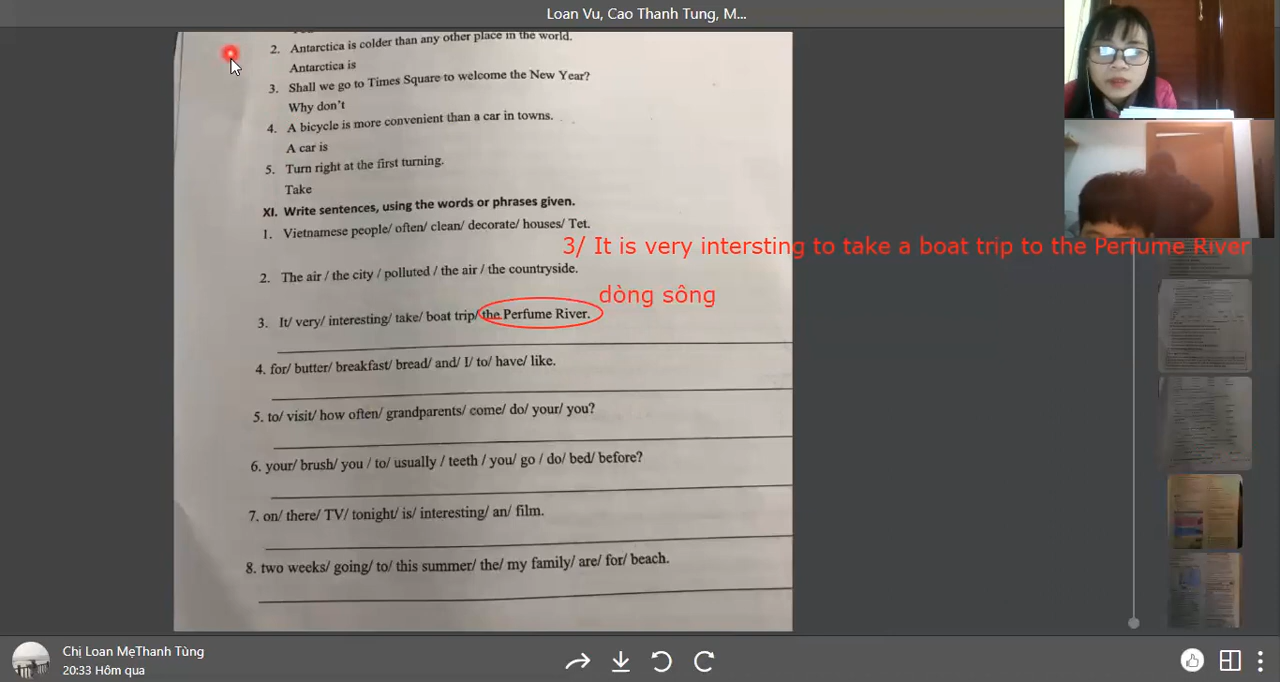 Loan Vu, Cao Thanh Tung, M...
2. Antarctica is colder than any other place in the world.
Antarctica is
3. Shall we go to Times Square to welcome the New Year?
Why don't
4. A bicycle is more convenient than a car in towns.
A car is
5. Turn right at the first turning.
Take
XI. Write sentences, using the words or phrases given.
1. Vietnamese people/ often/ clean/ decorate/ houses/ Tet.
3/ It is very intersting to take a boat trip to the Perfume River
2. The air / the city / polluted / the air / the countryside.
dòng sông
3. It/ very/ interesting/ take/ boat trip/ the Perfume River.
4. for/ butter/ breakfast/ bread/ and/ I/ to/ have/ like.
5. to/ visit/ how often/ grandparents/ come/ do/ your/ you?
6. your/ brush/ you / to/ usually / teeth / you/ go / do/ bed/ before?
7. on/ there/ TV/ tonight/ is/ interesting/ an/ film.
8. two weeks/ going/ to/ this summer/ the/ my family/ are/ for/ beach.
Chị Loan MẹThanh Tùng
20:33 Hôm qua